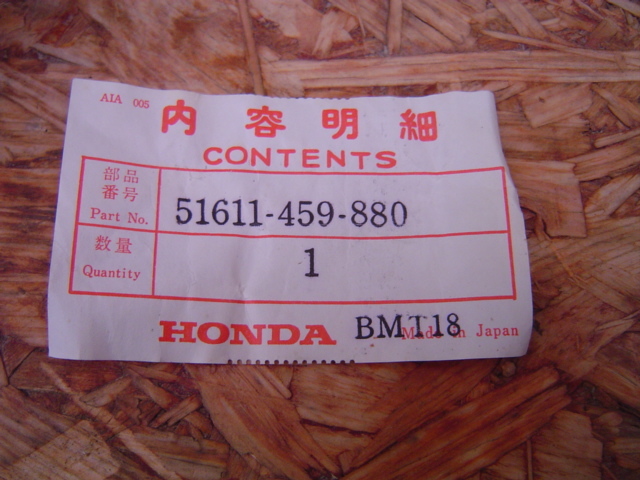 AIA 005
内容明細
CONTENTS
部品
番号
Part No.
51611-459-880
数量
Quantity
1
HONDA
BMT18
Made in Japan